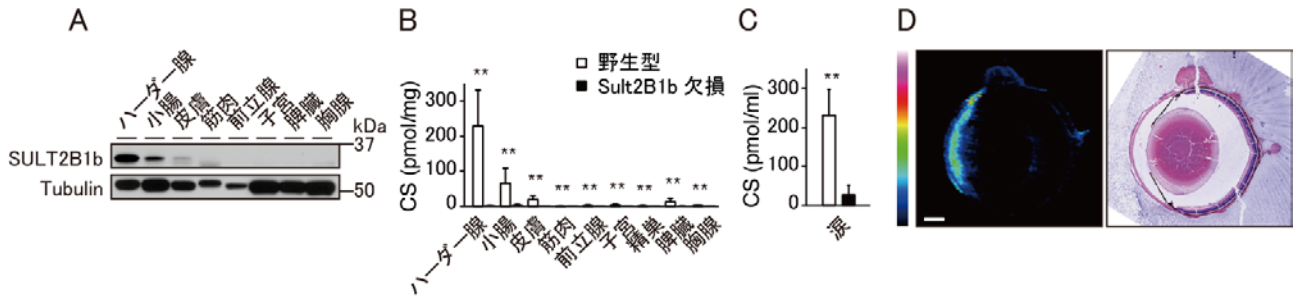 A
ハーダー腺
小腸
皮膚
筋肉
前立腺
子宮
脾臓
胸腺
kDa
37
SULT2B1b
Tubulin
50
B
CS (pmol/mg)
300
200
100
0
**
**
**
**
**
**
**
**
**
野生型
Sult2B1b 欠損
ハーダー腺
小腸
皮膚
筋肉
前立腺
子宮
精巣
脾臓
胸腺
C
CS (pmol/ml)
300
200
100
0
**
涙
D